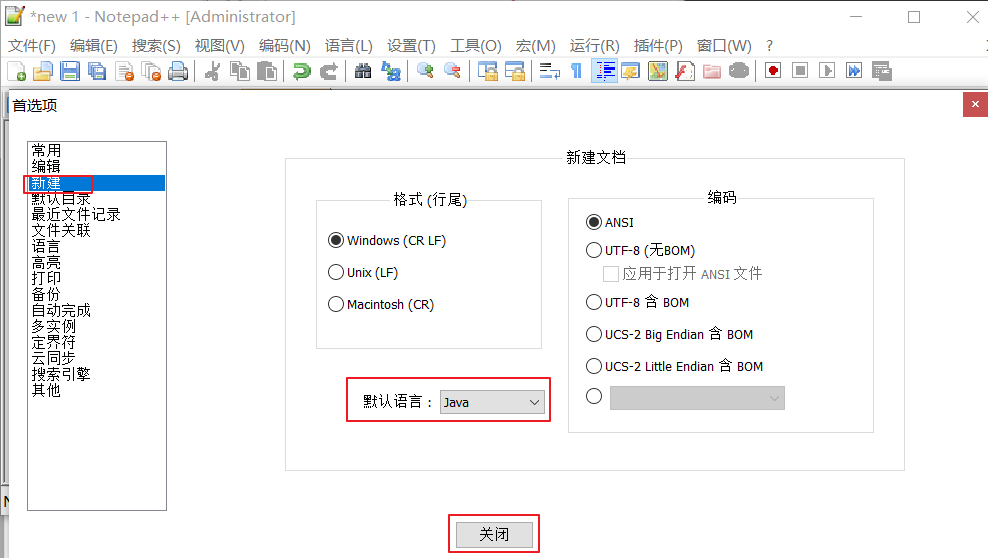 *new 1 - Notepad++ [Administrator]
文件(F) 编辑(E) 搜索(S) 视图(V) 编码(N) 语言(L) 设置(T) 工具(O) 宏(M) 运行(R) 插件(P) 窗口(W) ?
首选项
常用
编辑
新建
默认目录
最近文件记录
文件关联
语言
高亮
打印
备份
自动完成
多实例
定界符
云同步
搜索引擎
其他
新建文档
格式 (行尾)
Windows (CR LF)
Unix (LF)
Macintosh (CR)
默认语言： Java
编码
ANSI
UTF-8 (无BOM)
应用于打开 ANSI 文件
UTF-8 含 BOM
UCS-2 Big Endian 含 BOM
UCS-2 Little Endian 含 BOM
关闭